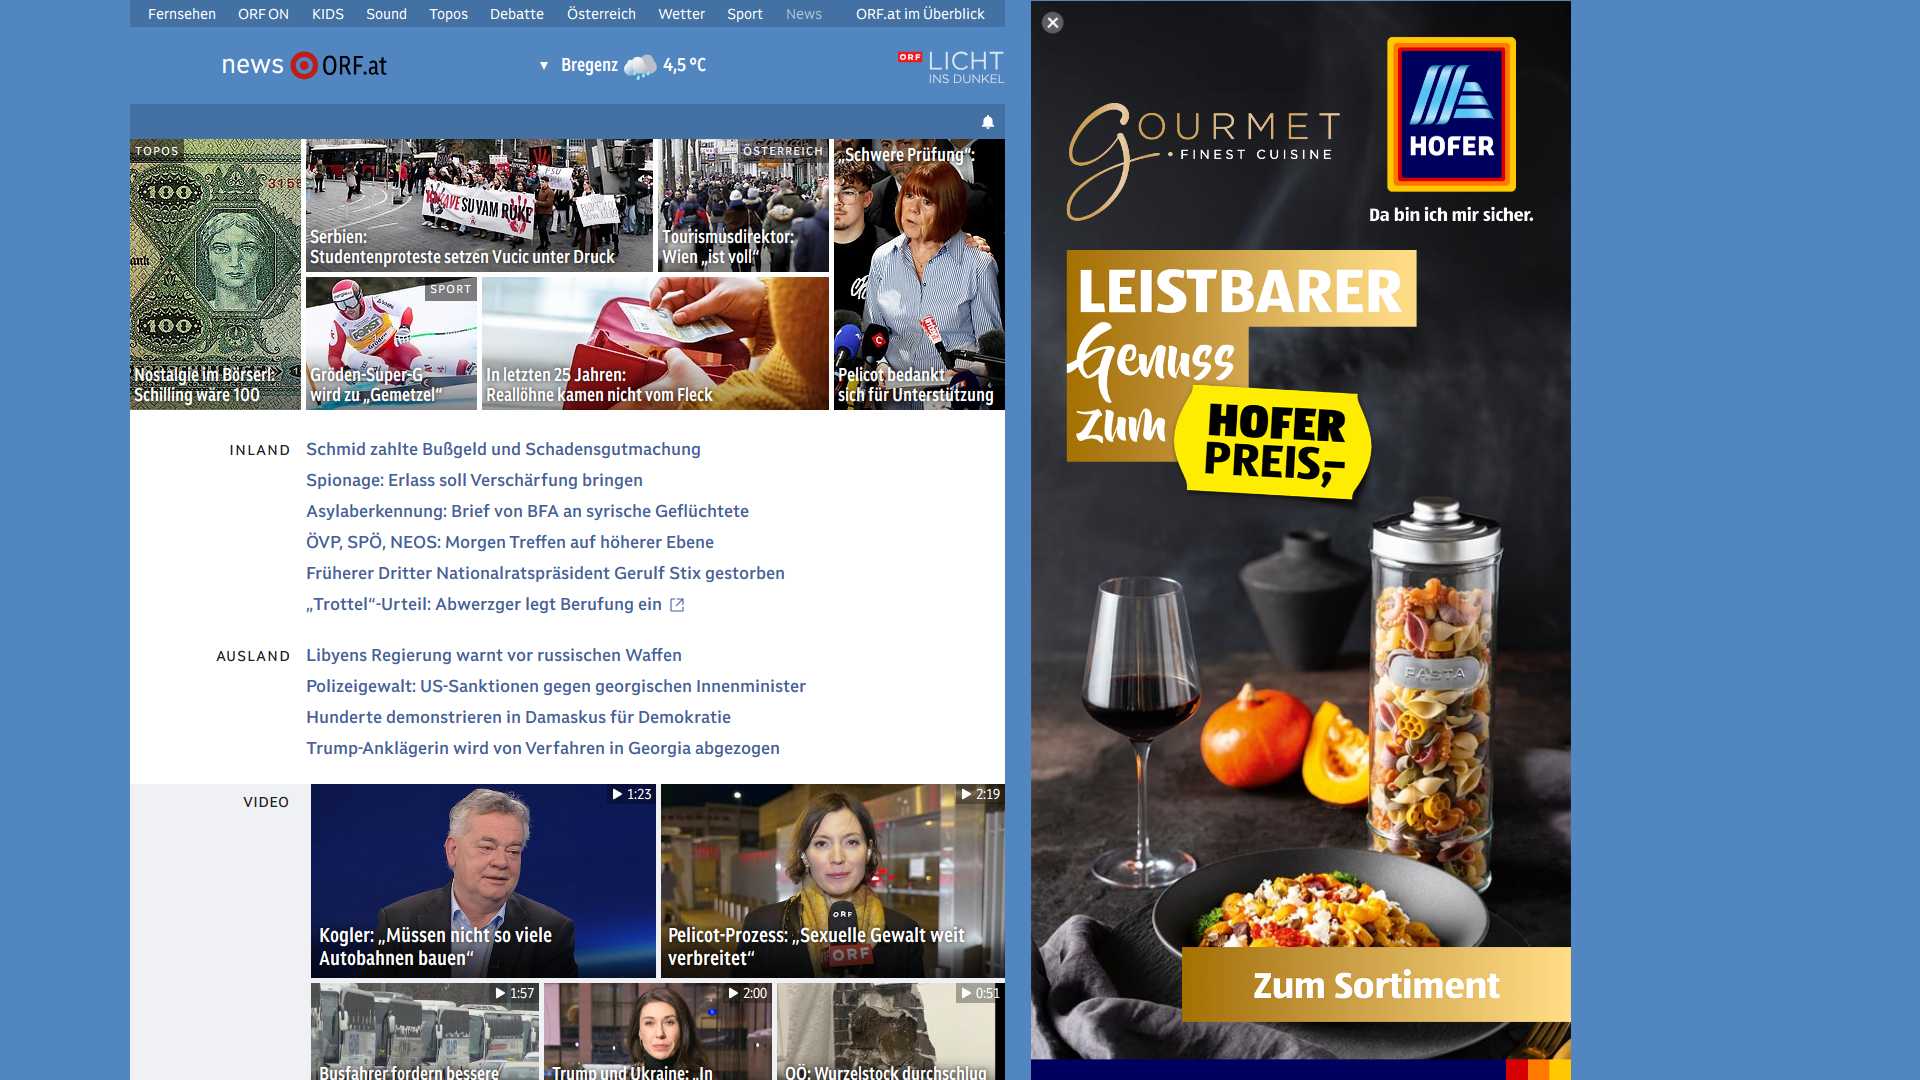 Fernsehen ORF ON KIDS Sound Topos Debatte Österreich Wetter Sport News ORF.at im Überblick
news ORF.at
▼ Bregenz 4,5 °C
ORF LICHT
INS DUNKEL
TOPOS
100
100
Nostalgie im Börserl:
Schilling wäre 100
SU VAM RUKE
Serbien:
Studentenproteste setzen Vucic unter Druck
ÖSTERREICH
Tourismusdirektor:
Wien „ist voll“
„Schwere Prüfung“:
Pelicot bedankt
sich für Unterstützung
SPORT
Gröden-Super-G
wird zu „Gemetzel“
In letzten 25 Jahren:
Reallöhne kamen nicht vom Fleck
INLAND
Schmid zahlte Bußgeld und Schadensgutmachung
Spionage: Erlass soll Verschärfung bringen
Asylaberkennung: Brief von BFA an syrische Geflüchtete
ÖVP, SPÖ, NEOS: Morgen Treffen auf höherer Ebene
Früherer Dritter Nationalratspräsident Gerulf Stix gestorben
„Trottel“-Urteil: Abwerzger legt Berufung ein
AUSLAND
Libyens Regierung warnt vor russischen Waffen
Polizeigewalt: US-Sanktionen gegen georgischen Innenminister
Hunderte demonstrieren in Damaskus für Demokratie
Trump-Anklägerin wird von Verfahren in Georgia abgezogen
VIDEO
1:23
Kogler: „Müssen nicht so viele
Autobahnen bauen“
2:19
ORF
ORF
Pelicot-Prozess: „Sexuelle Gewalt weit
verbreitet“
1:57
Busfahrer fordern bessere
2:00
Trump und Ukraine: „In
0:51
OÖ: Wurzelstock durchschlug
GOURMET
FINEST CUISINE
HOFER
Da bin ich mir sicher.
LEISTBARER
Genuss
zum
HOFER
PREIS,-
PASTA
Zum Sortiment